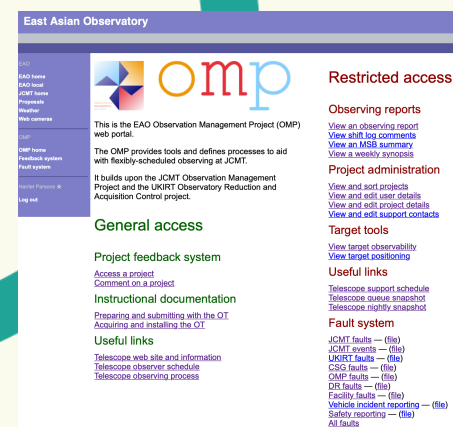 East Asian Observatory
EAO
EAO home
EAO local
JCMT home
Proposals
Weather
Web cameras
OMP
OMP home
Feedback system
Fault system
Harriet Parsons
Log out
omp
This is the EAO Observation Management Project (OMP)
web portal.
The OMP provides tools and defines processes to aid
with flexibly-scheduled observing at JCMT.
It builds upon the JCMT Observation Management
Project and the UKIRT Observatory Reduction and
Acquisition Control project.
General access
Project feedback system
Access a project
Comment on a project
Instructional documentation
Preparing and submitting with the OT
Acquiring and installing the OT
Useful links
Telescope web site and information
Telescope observer schedule
Telescope observing process
Restricted access
Observing reports
View an observing report
View shift log comments
View an MSB summary
View a weekly synopsis
Project administration
View and sort projects
View and edit user details
View and edit project details
View and edit support contacts
Target tools
View target observability
View target positioning
Useful links
Telescope support schedule
Telescope queue snapshot
Telescope nightly snapshot
Fault system
JCMT faults — (file)
JCMT events — (file)
UKIRT faults — (file)
CSG faults — (file)
OMP faults — (file)
DR faults — (file)
Facility faults — (file)
Vehicle incident reporting — (file)
Safety reporting — (file)
All faults